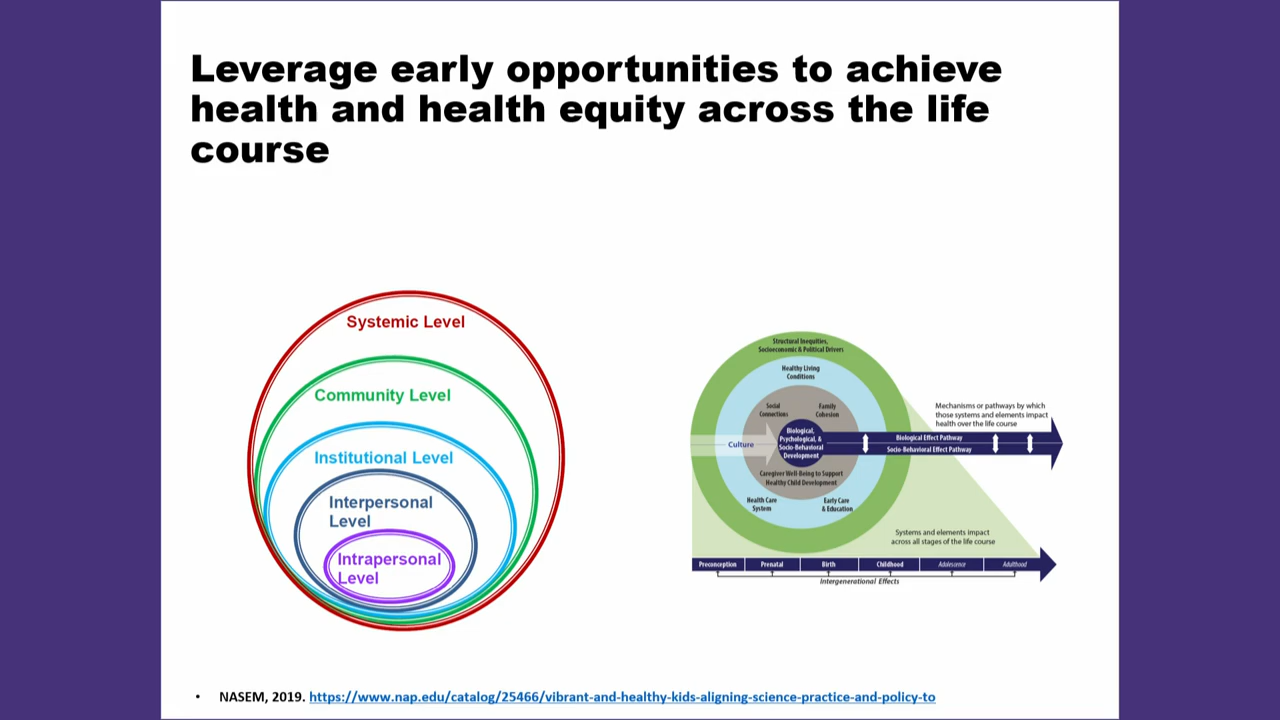 Leverage early opportunities to achieve
health and health equity across the life
course
Systemic Level
Community Level
Institutional Level
Interpersonal
Level
Intrapersonal
Level
Structural Inequities,
Socioeconomic & Political Drivers
Healthy Living
Conditions
Social
Connections
Family
Cohesion
Culture
Biological,
Psychological, &
Socio-Behavioral
Development
Caregiver Well-Being to Support
Healthy Child Development
Health Care
System
Early Care
& Education
Mechanisms or pathways by which
those systems and elements impact
health over the life course
Biological Effect Pathway
Socio-Behavioral Effect Pathway
Systems and elements impact
across all stages of the life course
Preconception Prenatal Birth Childhood Adolescence Adulthood
Intergenerational Effects
• NASEM, 2019. https://www.nap.edu/catalog/25466/vibrant-and-healthy-kids-aligning-science-practice-and-policy-to